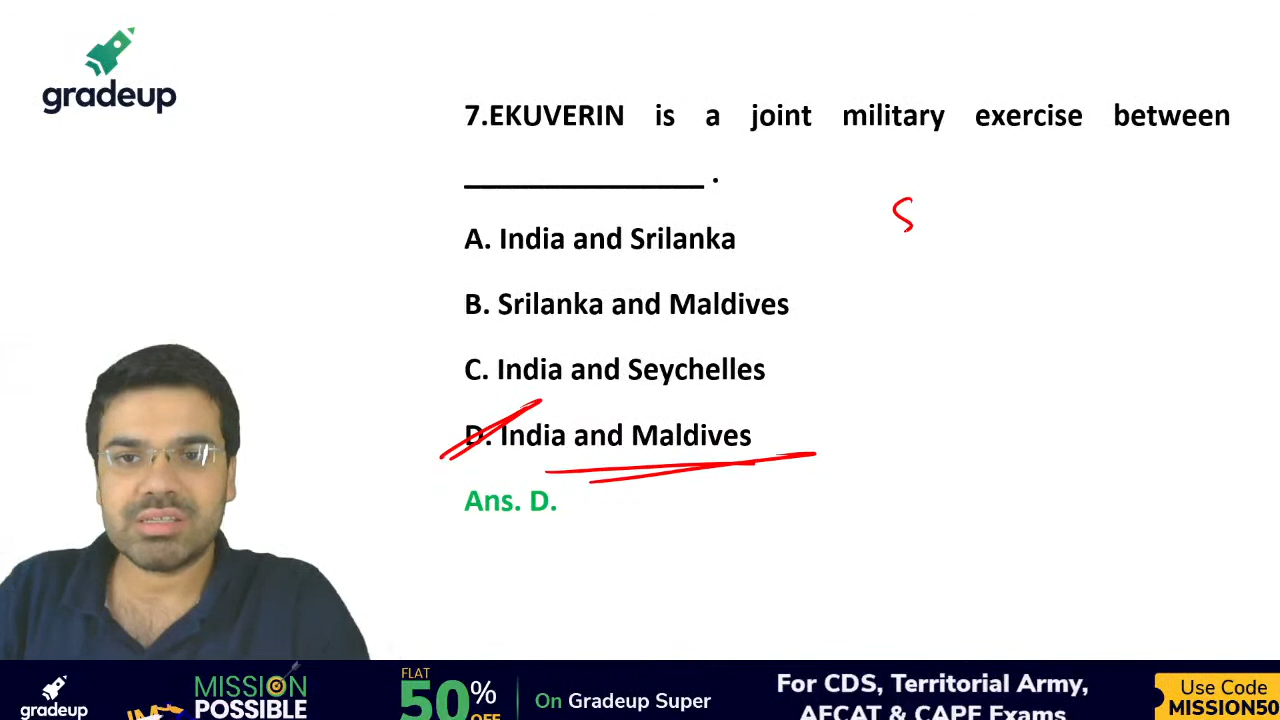 gradeup
7.EKUVERIN is a joint military exercise between
________________ .
S
A. India and Srilanka
B. Srilanka and Maldives
C. India and Seychelles
D. India and Maldives
Ans. D.
gradeup
MISSION
POSSIBLE
FLAT
50%
OFF
On Gradeup Super
For CDS, Territorial Army,
AFCAT & CAPF Exams
Use Code
MISSION50